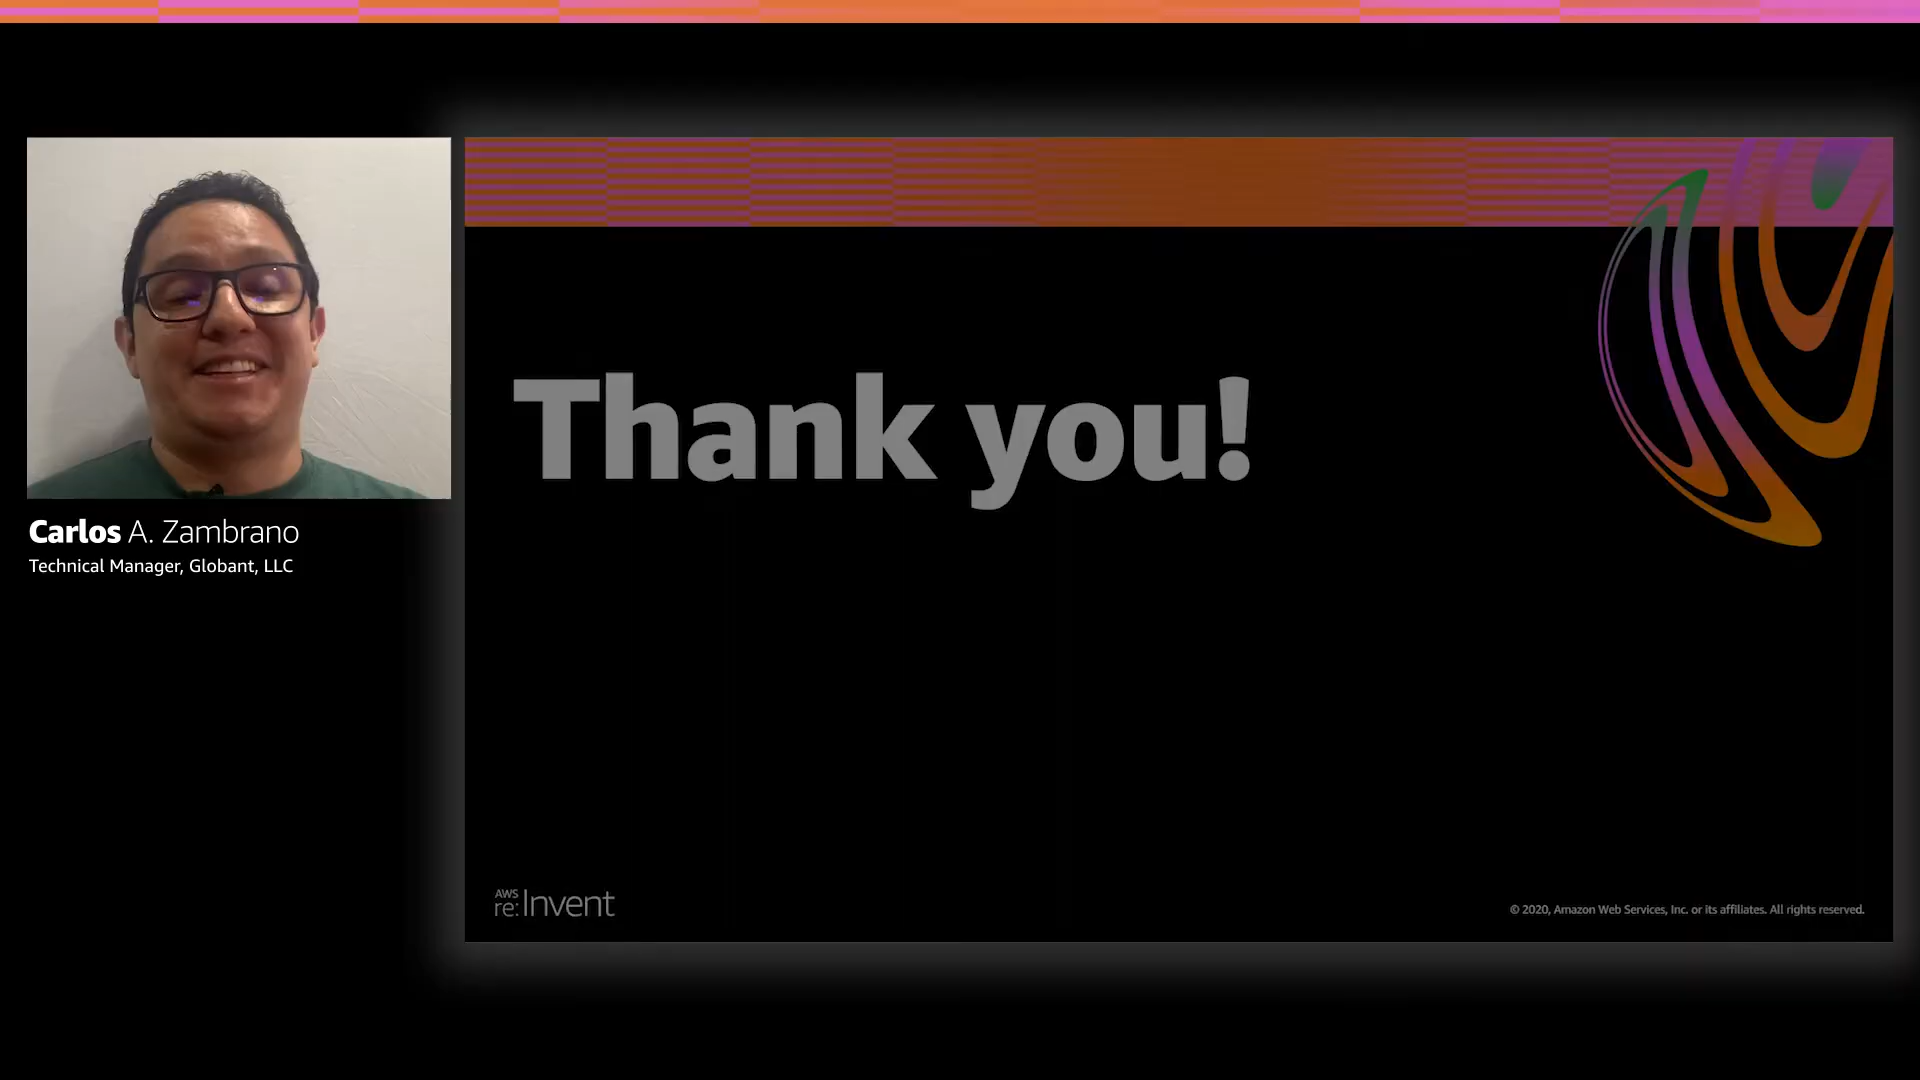 Carlos A. Zambrano
Technical Manager, Globant, LLC
Thank you!
AWS
re:Invent
© 2020, Amazon Web Services, Inc. or its affiliates. All rights reserved.